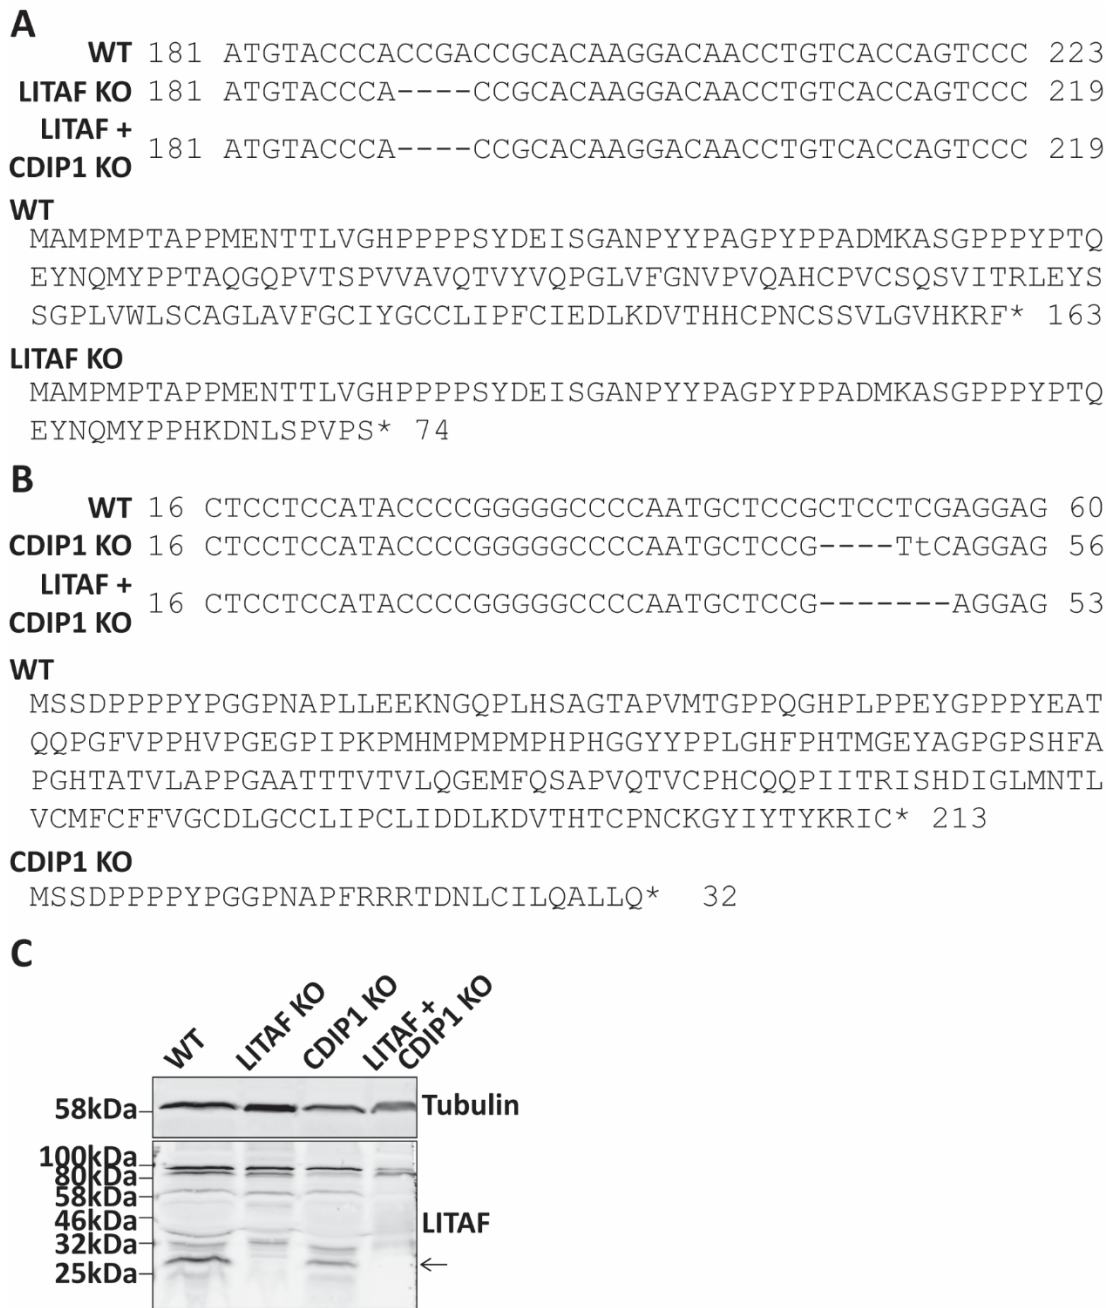 A
WT 181 ATGTACCCACCGACCGCACAAGGACAACCTGTCACCAGTCCC 223
LITAF KO 181 ATGTACCCA----CCGCACAAGGACAACCTGTCACCAGTCCC 219
LITAF +
CDIP1 KO 181 ATGTACCCA----CCGCACAAGGACAACCTGTCACCAGTCCC 219
WT
MAMPMPTAPPMENTTLVGHPPPPSYDEISGANPYYPAGPYPPADMKASGPPPYPTQ
EYNQMYPPTAQGQPVTSPVVAVQTVYVQPGLVFGNVPVQAHCPVCSQSVITRLEYS
SGPLVWLSCAGLAVFGCIYGCCLIPFCIEDLKDVTHHCPNCSSVLGVHKRF* 163
LITAF KO
MAMPMPTAPPMENTTLVGHPPPPSYDEISGANPYYPAGPYPPADMKASGPPPYPTQ
EYNQMYPPHKDNLSPVPS* 74
B
WT 16 CTCCTCCATACCCCGGGGGCCCCAATGCTCCGCTCCTCGAGGAG 60
CDIP1 KO 16 CTCCTCCATACCCCGGGGGCCCCAATGCTCCG----TtCAGGAG 56
LITAF +
CDIP1 KO 16 CTCCTCCATACCCCGGGGGCCCCAATGCTCCG-------AGGAG 53
WT
MSSDPPPPYPGGPNAPLLEEKNGQPLHSAGTAPVMTGPPQGHPLPPEYGPPPYEAT
QQPGFVPPHVPGEGPIPKPMHMPMPMPHPHGGYYPPLGHFPHTMGEYAGPGPSHFA
PGHTATVLAPPGAATTTVTVLQGEMFQSAPVQTVCPHCQQPIITRISHDIGLMNTL
VCMFCFFVGCDLGCCLIPCLIDDLKDVTHTCPNCKGYIYTYKRIC* 213
CDIP1 KO
MSSDPPPPYPGGPNAPFRRRTDNLCILQALLQ* 32
C
WT LITAF KO CDIP1 KO LITAF +
CDIP1 KO
58kDa Tubulin
100kDa
80kDa
58kDa
46kDa LITAF
32kDa
25kDa ←